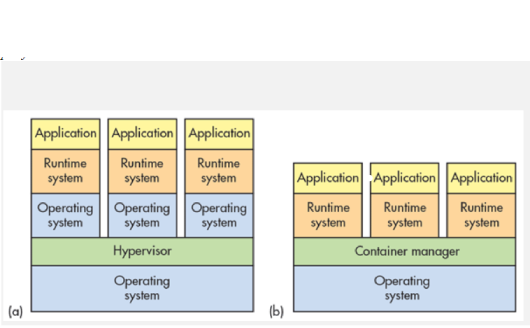 Application Application Application
Runtime system Runtime system Runtime system
Operating system Operating system Operating system
Hypervisor
Operating system
(a)
Application Application Application
Runtime system Runtime system Runtime system
Container manager
Operating system
(b)